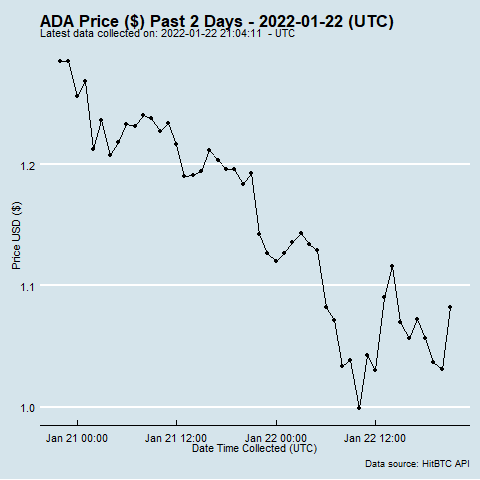 ADA Price ($) Past 2 Days - 2022-01-22 (UTC)
Latest data collected on: 2022-01-22 21:04:11 - UTC
Price USD ($)
1.2
1.1
1.0
Jan 21 00:00 Jan 21 12:00 Jan 22 00:00 Jan 22 12:00
Date Time Collected (UTC)
Data source: HitBTC API